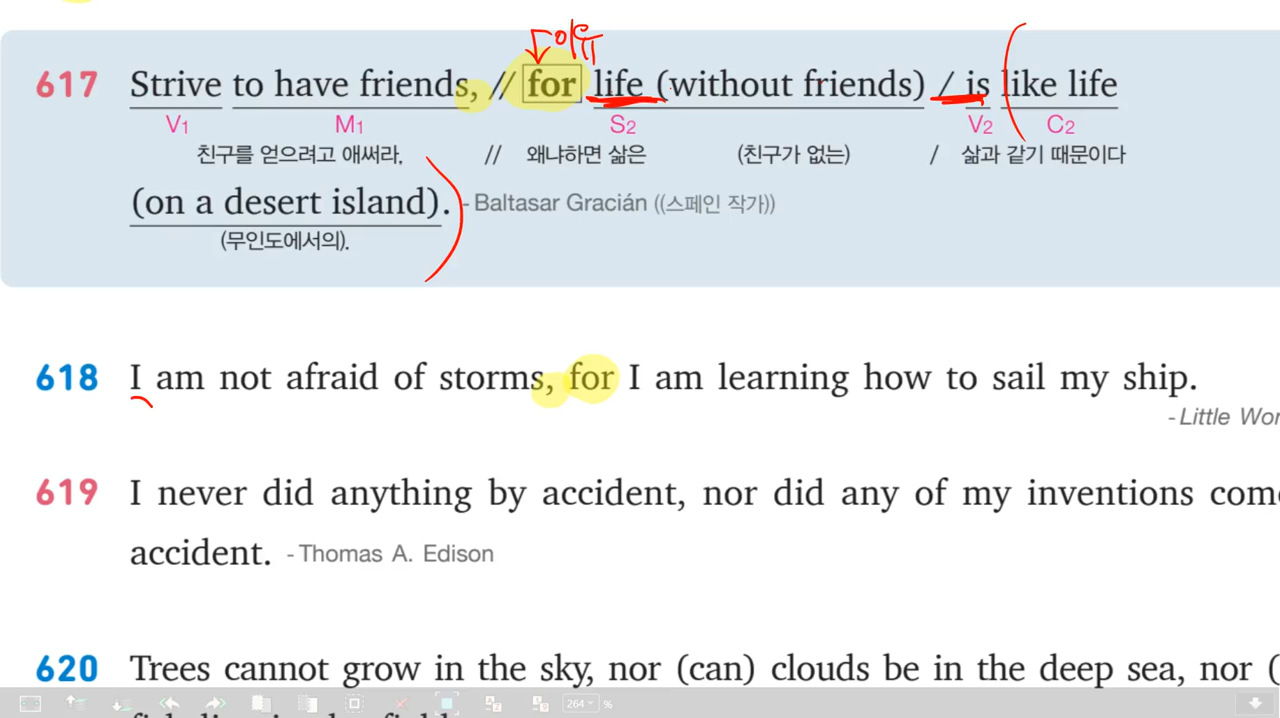 이유
617 Strive to have friends, // for life (without friends) / is like life
V1 M1 S2 V2 C2
친구를 얻으려고 애써라, // 왜냐하면 삶은 (친구가 없는) / 삶과 같기 때문이다
(on a desert island). - Baltasar Gracián ((스페인 작가))
(무인도에서의).
618 I am not afraid of storms, for I am learning how to sail my ship.
- Little Wor
619 I never did anything by accident, nor did any of my inventions come
accident. - Thomas A. Edison
620 Trees cannot grow in the sky, nor (can) clouds be in the deep sea, nor (
264 %